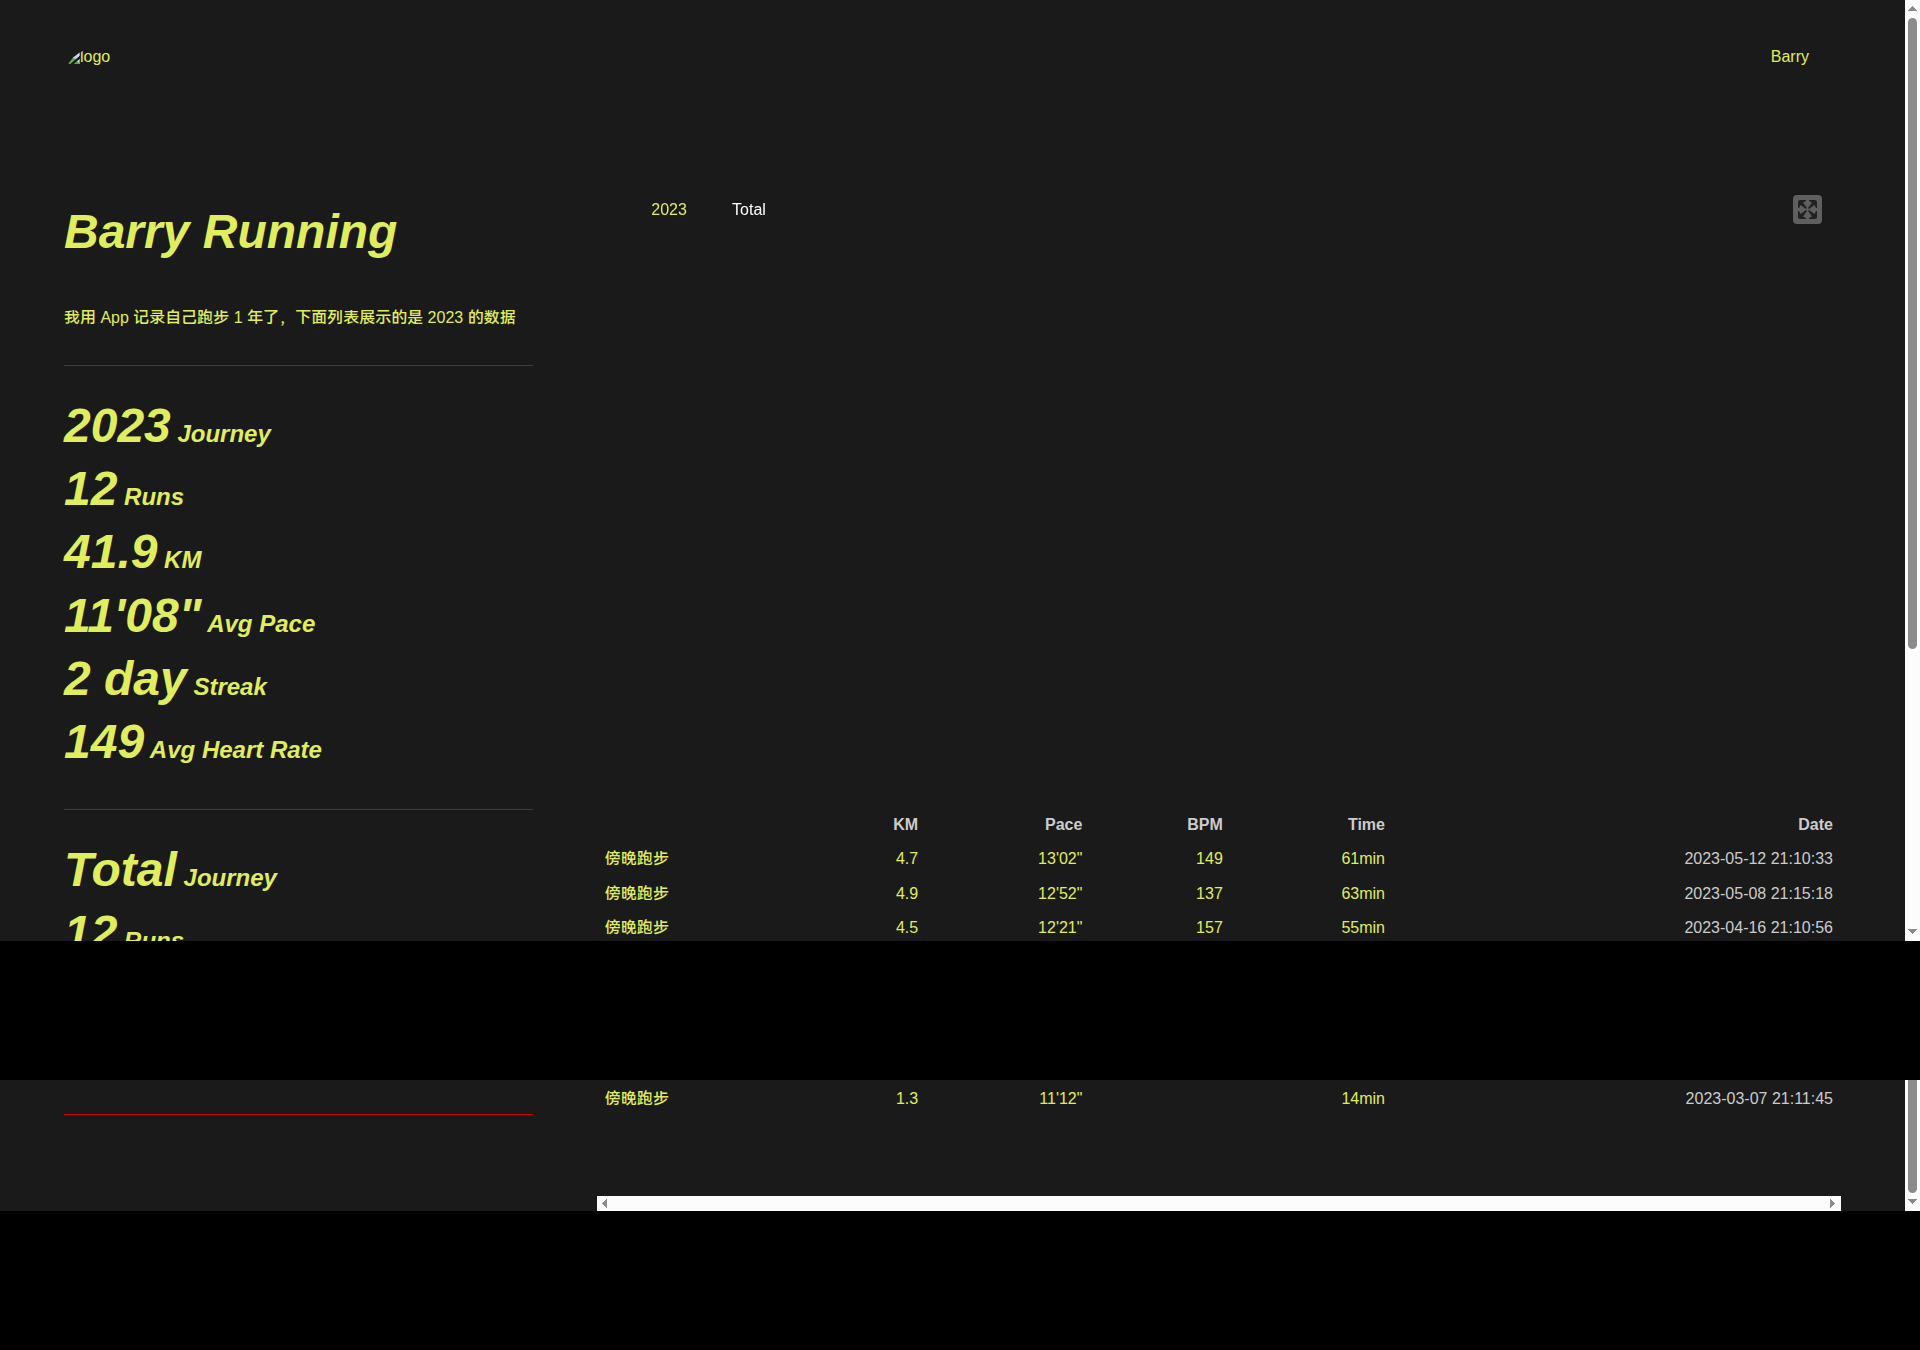 logo
Barry
2023 Total
Barry Running
我用 App 记录自己跑步 1 年了，下面列表展示的是 2023 的数据
2023 Journey
12 Runs
41.9 KM
11'08" Avg Pace
2 day Streak
149 Avg Heart Rate
Total Journey
12 Runs
KM Pace BPM Time Date
傍晚跑步 4.7 13'02" 149 61min 2023-05-12 21:10:33
傍晚跑步 4.9 12'52" 137 63min 2023-05-08 21:15:18
傍晚跑步 4.5 12'21" 157 55min 2023-04-16 21:10:56
傍晚跑步 1.3 11'12" 14min 2023-03-07 21:11:45